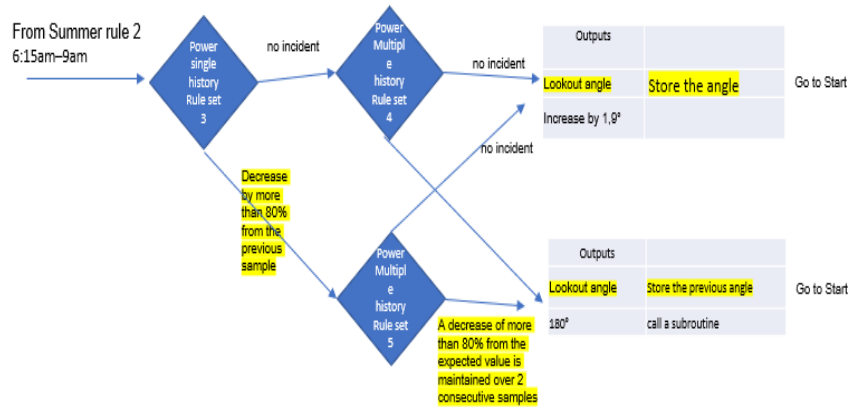 From Summer rule 2
6:15am–9am
Power
single
history
Rule set
3
no incident
Power
Multipl
e
history
Rule set
4
no incident
Outputs
Lookout angle
Store the angle
Increase by 1,9°
Go to Start
no incident
Decrease
by more
than 80%
from the
previous
sample
Power
Multipl
e
history
Rule set
5
A decrease of more
than 80% from the
expected value is
maintained over 2
consecutive samples
Outputs
Lookout angle
Store the previous angle
180°
call a subroutine
Go to Start